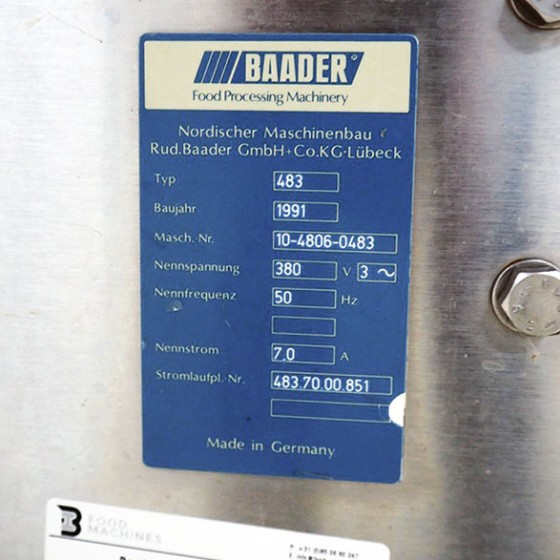 BAADER®
Food Processing Machinery
Nordischer Maschinenbau
Rud.Baader GmbH+Co.KG-Lübeck
Typ 483
Baujahr 1991
Masch. Nr. 10-4806-0483
Nennspannung 380 V 3 ~
Nennfrequenz 50 Hz
Nennstrom 7.0 A
Stromlaufpl. Nr. 483.70.00.851
Made in Germany
B FOOD
MACHINES